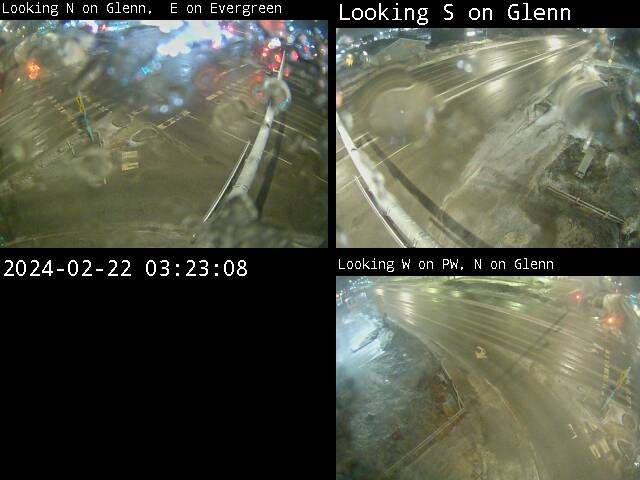 Looking N on Glenn,  E on Evergreen
Looking S on Glenn
2024-02-22 03:23:08
Looking W on PW, N on Glenn